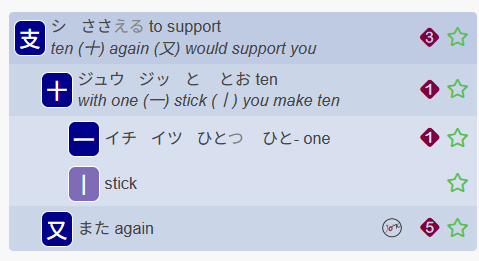 支 シ ささえる to support 3
ten (十) again (又) would support you
十 ジュウ ジッ と とお ten 1
with one (一) stick (丨) you make ten
一 イチ イツ ひとつ ひと- one 1
丨 stick
又 また again 5